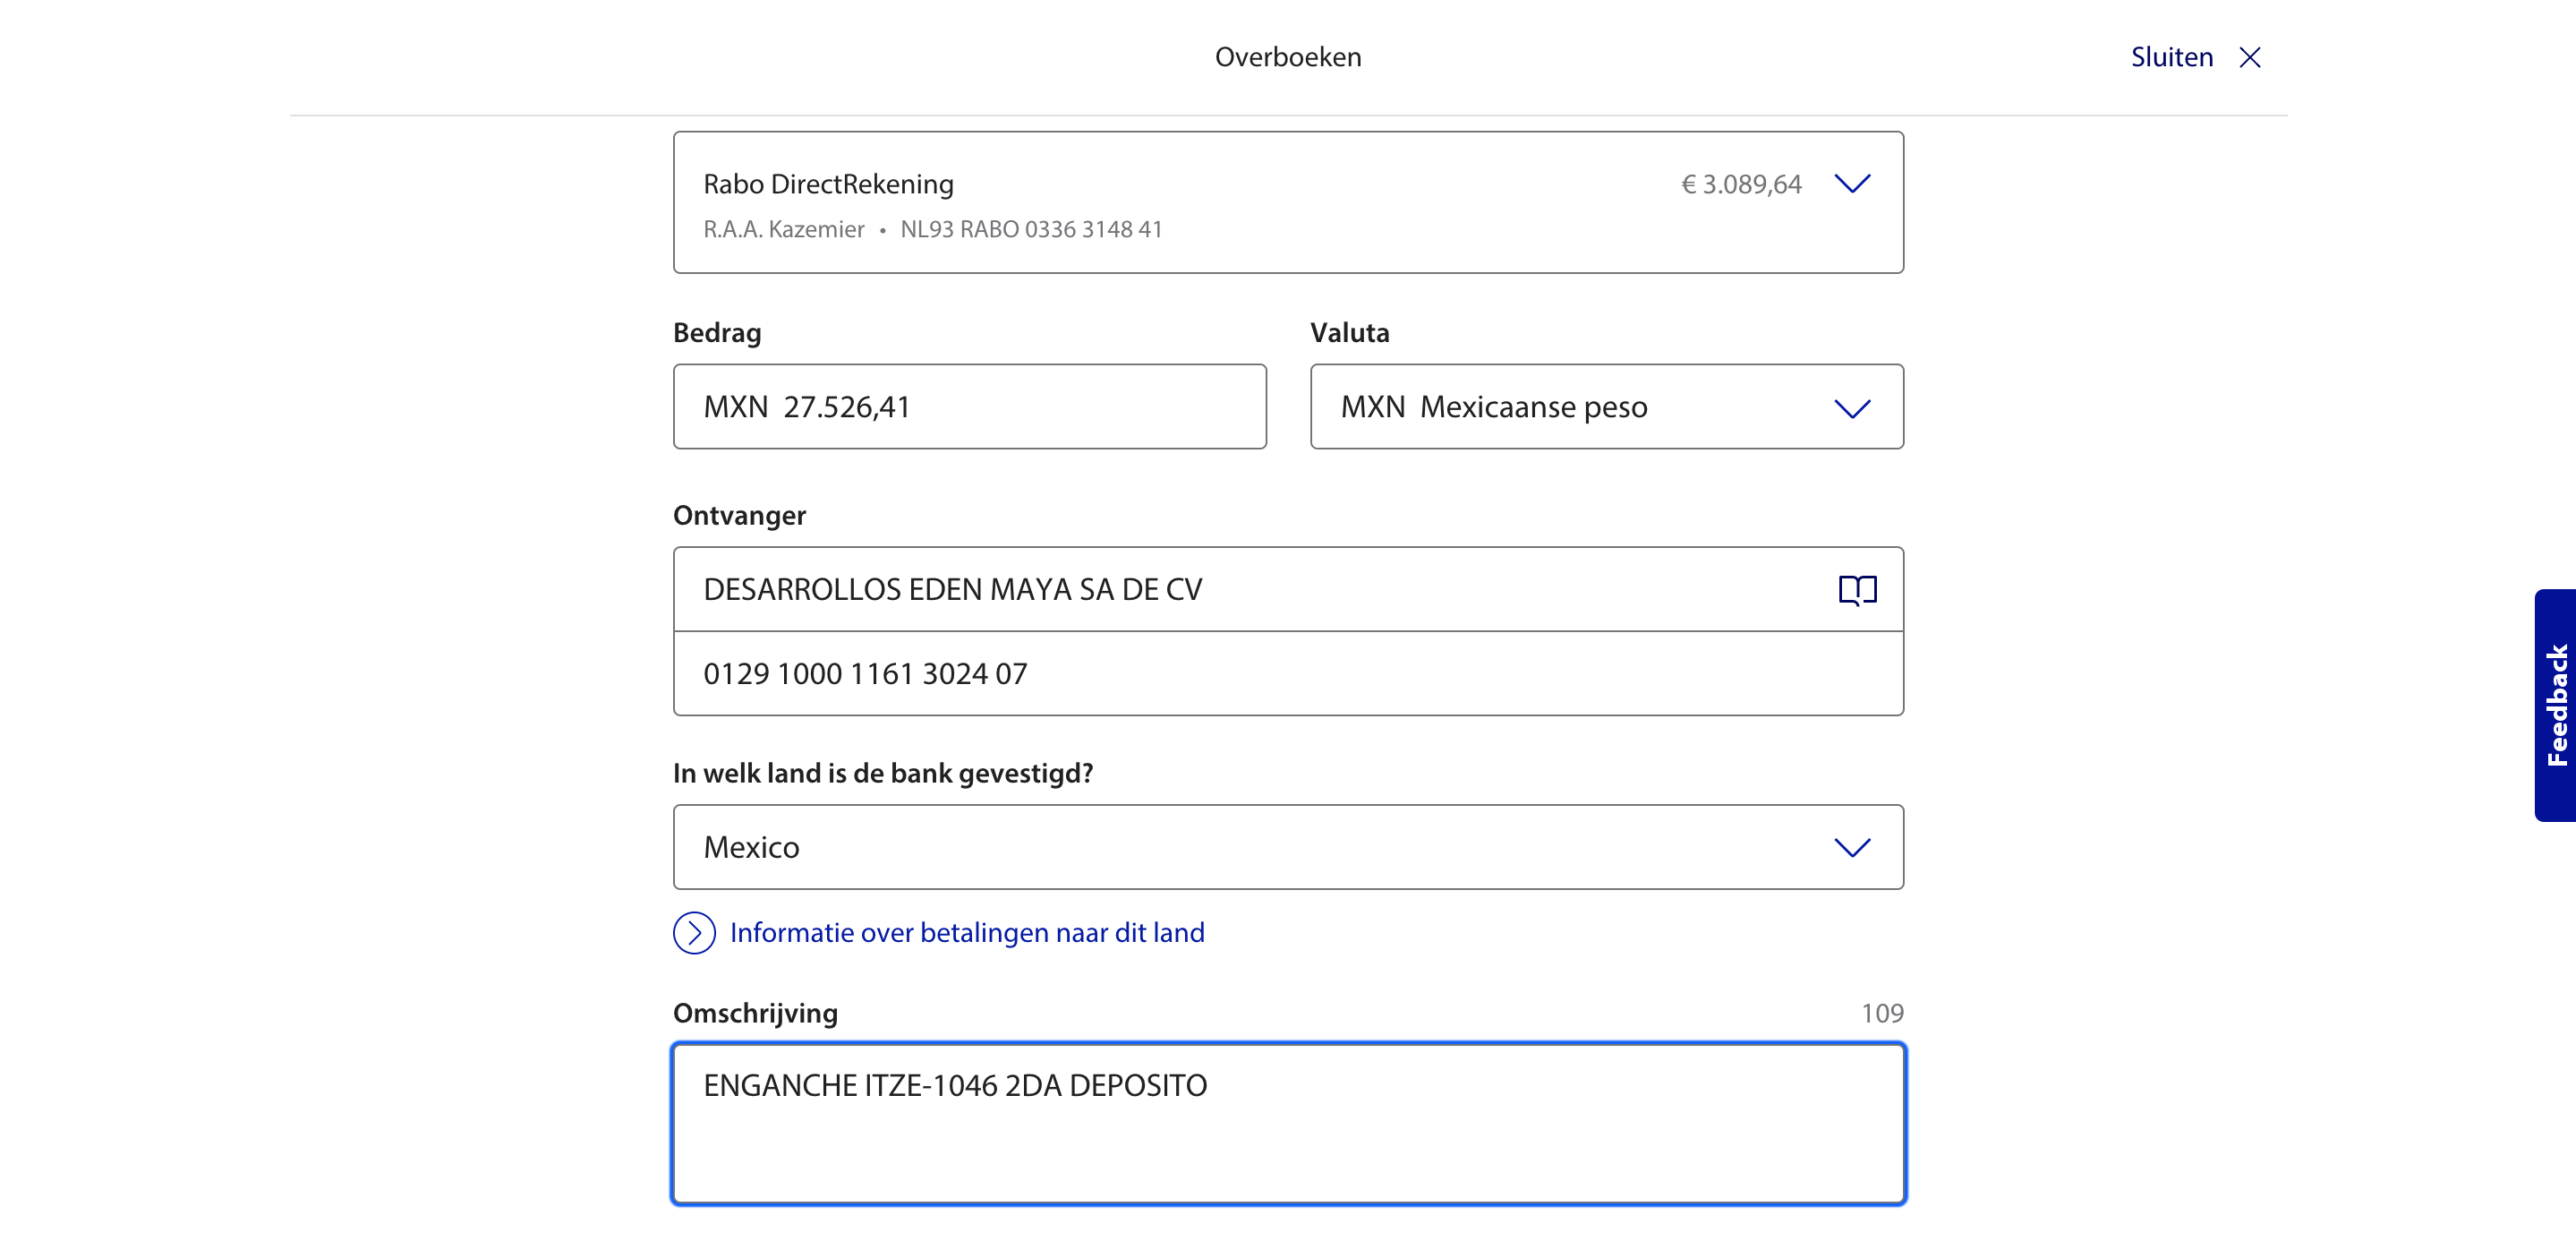 Overboeken
Sluiten
Rabo DirectRekening
€ 3.089,64
R.A.A. Kazemier • NL93 RABO 0336 3148 41
Bedrag
Valuta
MXN 27.526,41
MXN Mexicaanse peso
Ontvanger
DESARROLLOS EDEN MAYA SA DE CV
0129 1000 1161 3024 07
In welk land is de bank gevestigd?
Mexico
Informatie over betalingen naar dit land
Omschrijving
109
ENGANCHE ITZE-1046 2DA DEPOSITO
Feedback